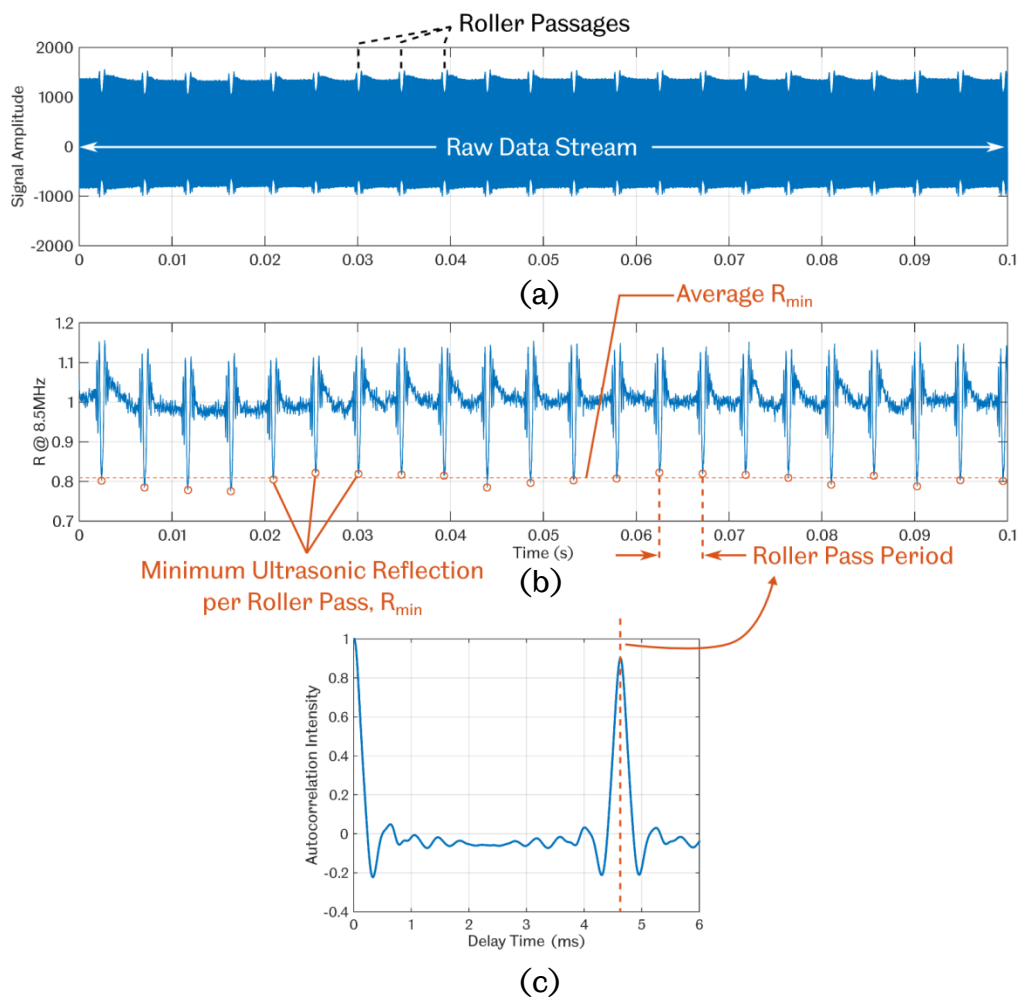 Roller Passages
Signal Amplitude
2000
1000
0
-1000
-2000
Raw Data Stream
0 0.01 0.02 0.03 0.04 0.05 0.06 0.07 0.08 0.09 0.1
(a)
Average Rmin
R @ 8.5MHz
1.2
1.1
1
0.9
0.8
0.7
0 0.01 0.02 0.03 0.04 0.05 0.06 0.07 0.08 0.09 0.1
Time (s)
Minimum Ultrasonic Reflection
per Roller Pass, Rmin
(b)
Roller Pass Period
Autocorrelation Intensity
1
0.8
0.6
0.4
0.2
0
-0.2
-0.4
0 1 2 3 4 5 6
Delay Time (ms)
(c)